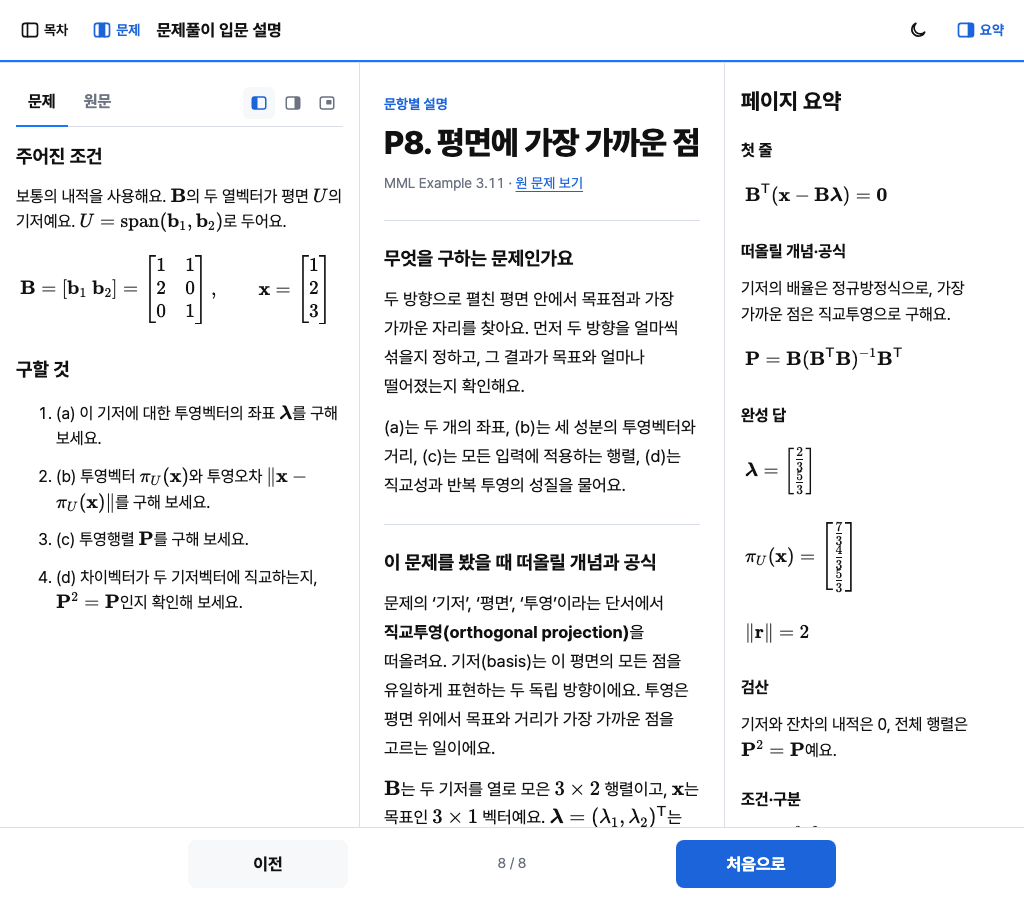 목차 문제 문제풀이 입문 설명 요약
문제 원문
주어진 조건
보통의 내적을 사용해요. B의 두 열벡터가 평면 U의
기저예요. U = span(b₁, b₂)로 두어요.
B = [b₁ b₂] = [1 1; 2 0; 0 1], x = [1; 2; 3]
구할 것
1. (a) 이 기저에 대한 투영벡터의 좌표 λ를 구해
보세요.
2. (b) 투영벡터 π_U(x)와 투영오차 ‖x −
π_U(x)‖를 구해 보세요.
3. (c) 투영행렬 P를 구해 보세요.
4. (d) 차이벡터가 두 기저벡터에 직교하는지,
P² = P인지 확인해 보세요.
문항별 설명
P8. 평면에 가장 가까운 점
MML Example 3.11 · 원 문제 보기
무엇을 구하는 문제인가요
두 방향으로 펼친 평면 안에서 목표점과 가장
가까운 자리를 찾아요. 먼저 두 방향을 얼마씩
섞을지 정하고, 그 결과가 목표와 얼마나
떨어졌는지 확인해요.
(a)는 두 개의 좌표, (b)는 세 성분의 투영벡터와
거리, (c)는 모든 입력에 적용하는 행렬, (d)는
직교성과 반복 투영의 성질을 물어요.
이 문제를 봤을 때 떠올릴 개념과 공식
문제의 ‘기저’, ‘평면’, ‘투영’이라는 단서에서
직교투영(orthogonal projection)을
떠올려요. 기저(basis)는 이 평면의 모든 점을
유일하게 표현하는 두 독립 방향이에요. 투영은
평면 위에서 목표와 거리가 가장 가까운 점을
고르는 일이에요.
B는 두 기저를 열로 모은 3 × 2 행렬이고, x는
목표인 3 × 1 벡터예요. λ = (λ₁, λ₂)ᵀ는
페이지 요약
첫 줄
Bᵀ(x − Bλ) = 0
떠올릴 개념·공식
기저의 배율은 정규방정식으로, 가장
가까운 점은 직교투영으로 구해요.
P = B(BᵀB)⁻¹Bᵀ
완성 답
λ = [2/3; 5/3]
π_U(x) = [7/3; 4/3; 5/3]
‖r‖ = 2
검산
기저와 잔차의 내적은 0, 전체 행렬은
P² = P예요.
조건·구분
이전 8 / 8 처음으로